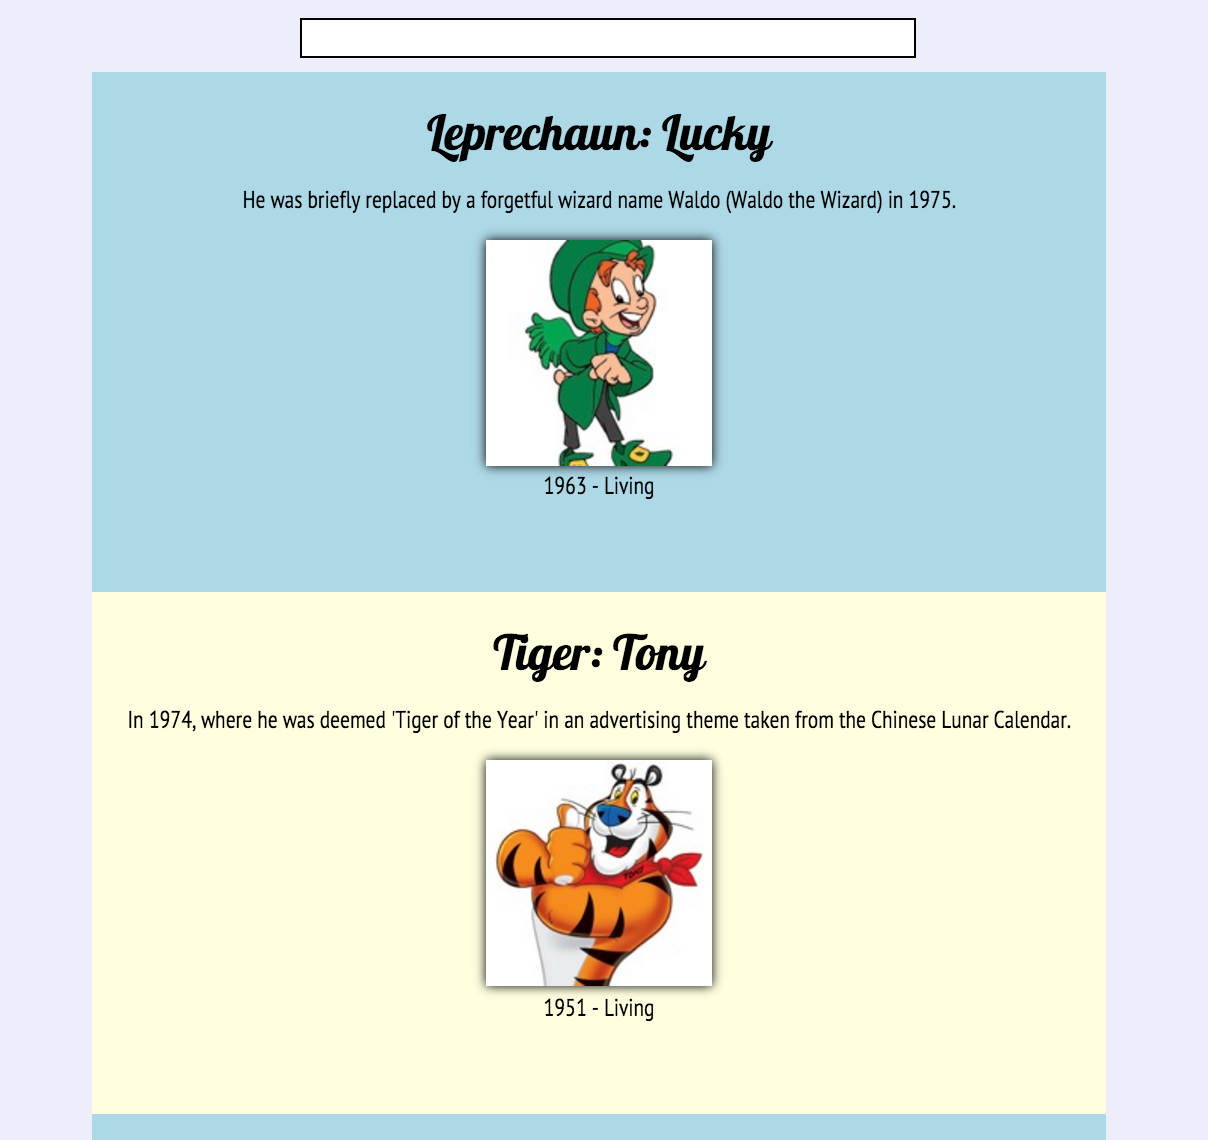 Leprechaun: Lucky
He was briefly replaced by a forgetful wizard name Waldo (Waldo the Wizard) in 1975.
1963 - Living
Tiger: Tony
In 1974, where he was deemed 'Tiger of the Year' in an advertising theme taken from the Chinese Lunar Calendar.
TONY
1951 - Living